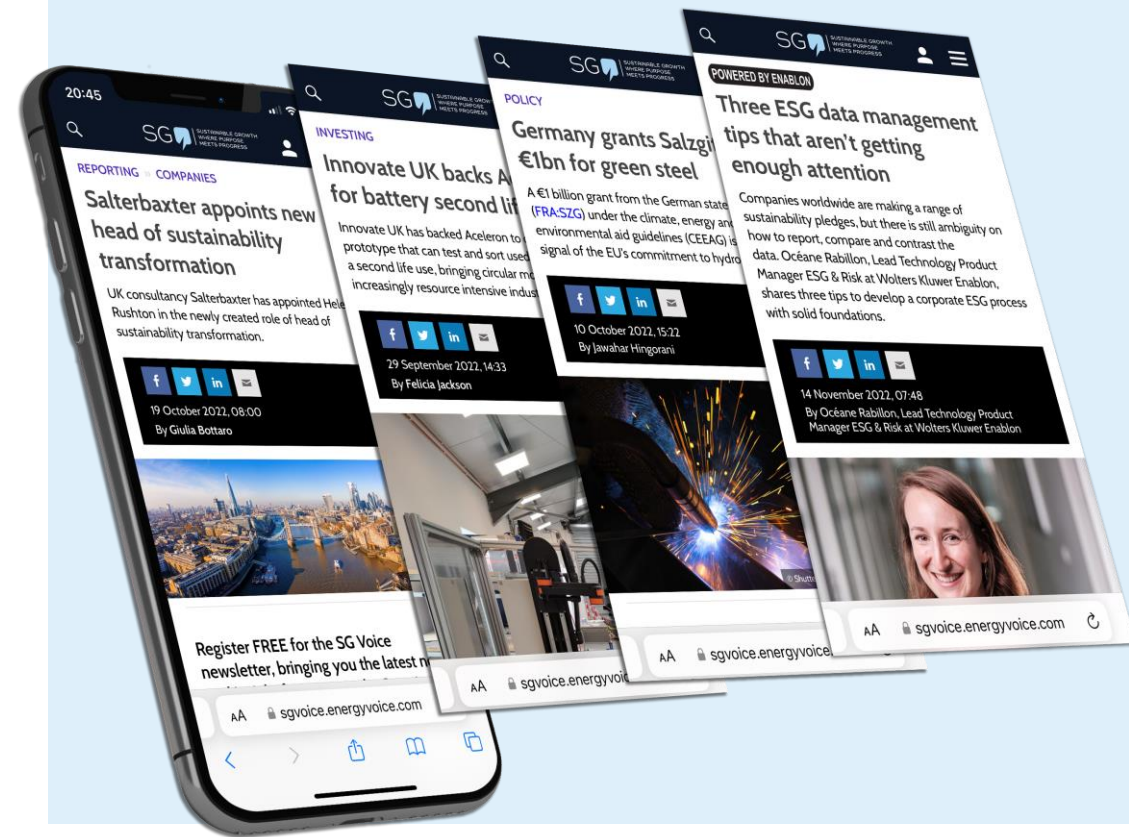 20:45
SG
SUSTAINABLE GROWTH
WHERE PURPOSE
MEETS PROGRESS
REPORTING » COMPANIES
Salterbaxter appoints new
head of sustainability
transformation
UK consultancy Salterbaxter has appointed
Rushton in the newly created role of head of
sustainability transformation.
19 October 2022, 08:00
By Giulia Bottaro
Register FREE for the SG Voice
newsletter, bringing you the latest
AA sgvoice.energyvoice.com
SG
SUSTAINABLE
WHERE PURPOSE
MEETS PROGRESS
INVESTING
Innovate UK backs
for battery second
Innovate UK has backed Aceleron to
prototype that can test and sort used
a second life use, bringing circular
increasingly resource intensive
29 September 2022, 14:33
By Felicia Jackson
AA
SG
SUSTAINABLE GROWTH
WHERE PURPOSE
MEETS PROGRESS
POLICY
Germany grants
€1bn for green steel
A €1 billion grant from the German state
(FRA:SZG) under the climate, energy and
environmental aid guidelines (CEEAG) is
signal of the EU's commitment to
10 October 2022, 15:22
By Jawahar Hingorani
©
AA
SG
SUSTAINABLE GROWTH
WHERE PURPOSE
MEETS PROGRESS
POWERED BY ENABLON
Three ESG data management
tips that aren't getting
enough attention
Companies worldwide are making a range of
sustainability pledges, but there is still ambiguity on
how to report, compare and contrast the
data. Océane Rabillon, Lead Technology Product
Manager ESG & Risk at Wolters Kluwer Enablon,
shares three tips to develop a corporate ESG process
with solid foundations.
14 November 2022, 07:48
By Océane Rabillon, Lead Technology Product
Manager ESG & Risk at Wolters Kluwer Enablon
AA sgvoice.energyvoice.com